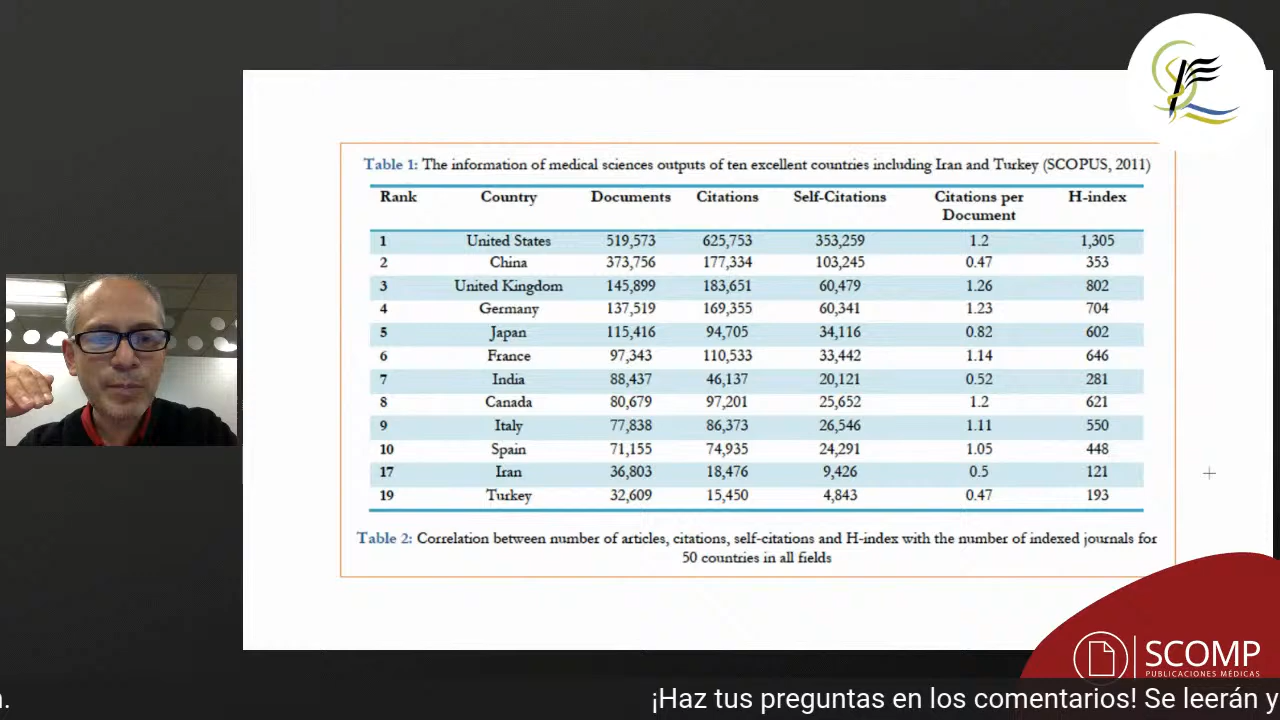 Table 1: The information of medical sciences outputs of ten excellent countries including Iran and Turkey (SCOPUS, 2011)
Rank Country Documents Citations Self-Citations Citations per Document H-index
1 United States 519,573 625,753 353,259 1.2 1,305
2 China 373,756 177,334 103,245 0.47 353
3 United Kingdom 145,899 183,651 60,479 1.26 802
4 Germany 137,519 169,355 60,341 1.23 704
5 Japan 115,416 94,705 34,116 0.82 602
6 France 97,343 110,533 33,442 1.14 646
7 India 88,437 46,137 20,121 0.52 281
8 Canada 80,679 97,201 25,652 1.2 621
9 Italy 77,838 86,373 26,546 1.11 550
10 Spain 71,155 74,935 24,291 1.05 448
17 Iran 36,803 18,476 9,426 0.5 121
19 Turkey 32,609 15,450 4,843 0.47 193
Table 2: Correlation between number of articles, citations, self-citations and H-index with the number of indexed journals for
50 countries in all fields
SCOMP
PUBLICACIONES MÉDICAS
¡Haz tus preguntas en los comentarios! Se leerán y